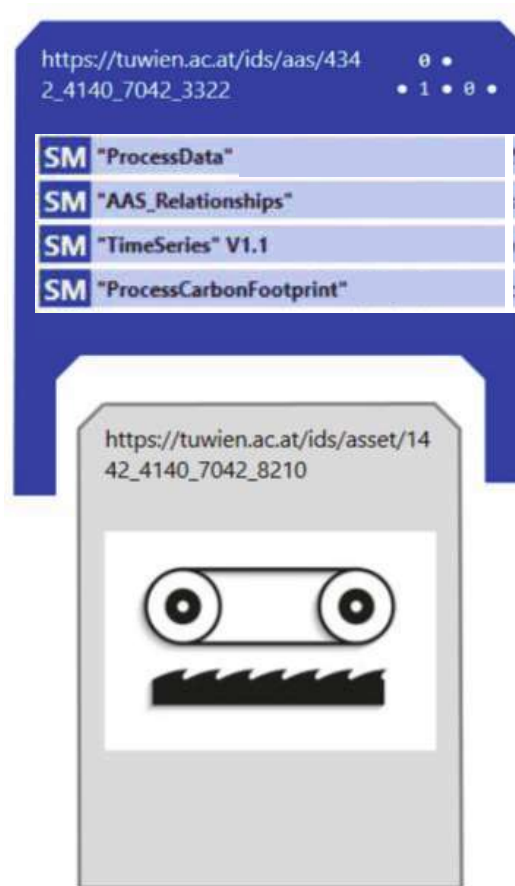 https://tuwien.ac.at/ids/aas/434
2_4140_7042_3322
0 •
• 1 • 0 •
SM "ProcessData"
SM "AAS_Relationships"
SM "TimeSeries" V1.1
SM "ProcessCarbonFootprint"
https://tuwien.ac.at/ids/asset/14
42_4140_7042_8210